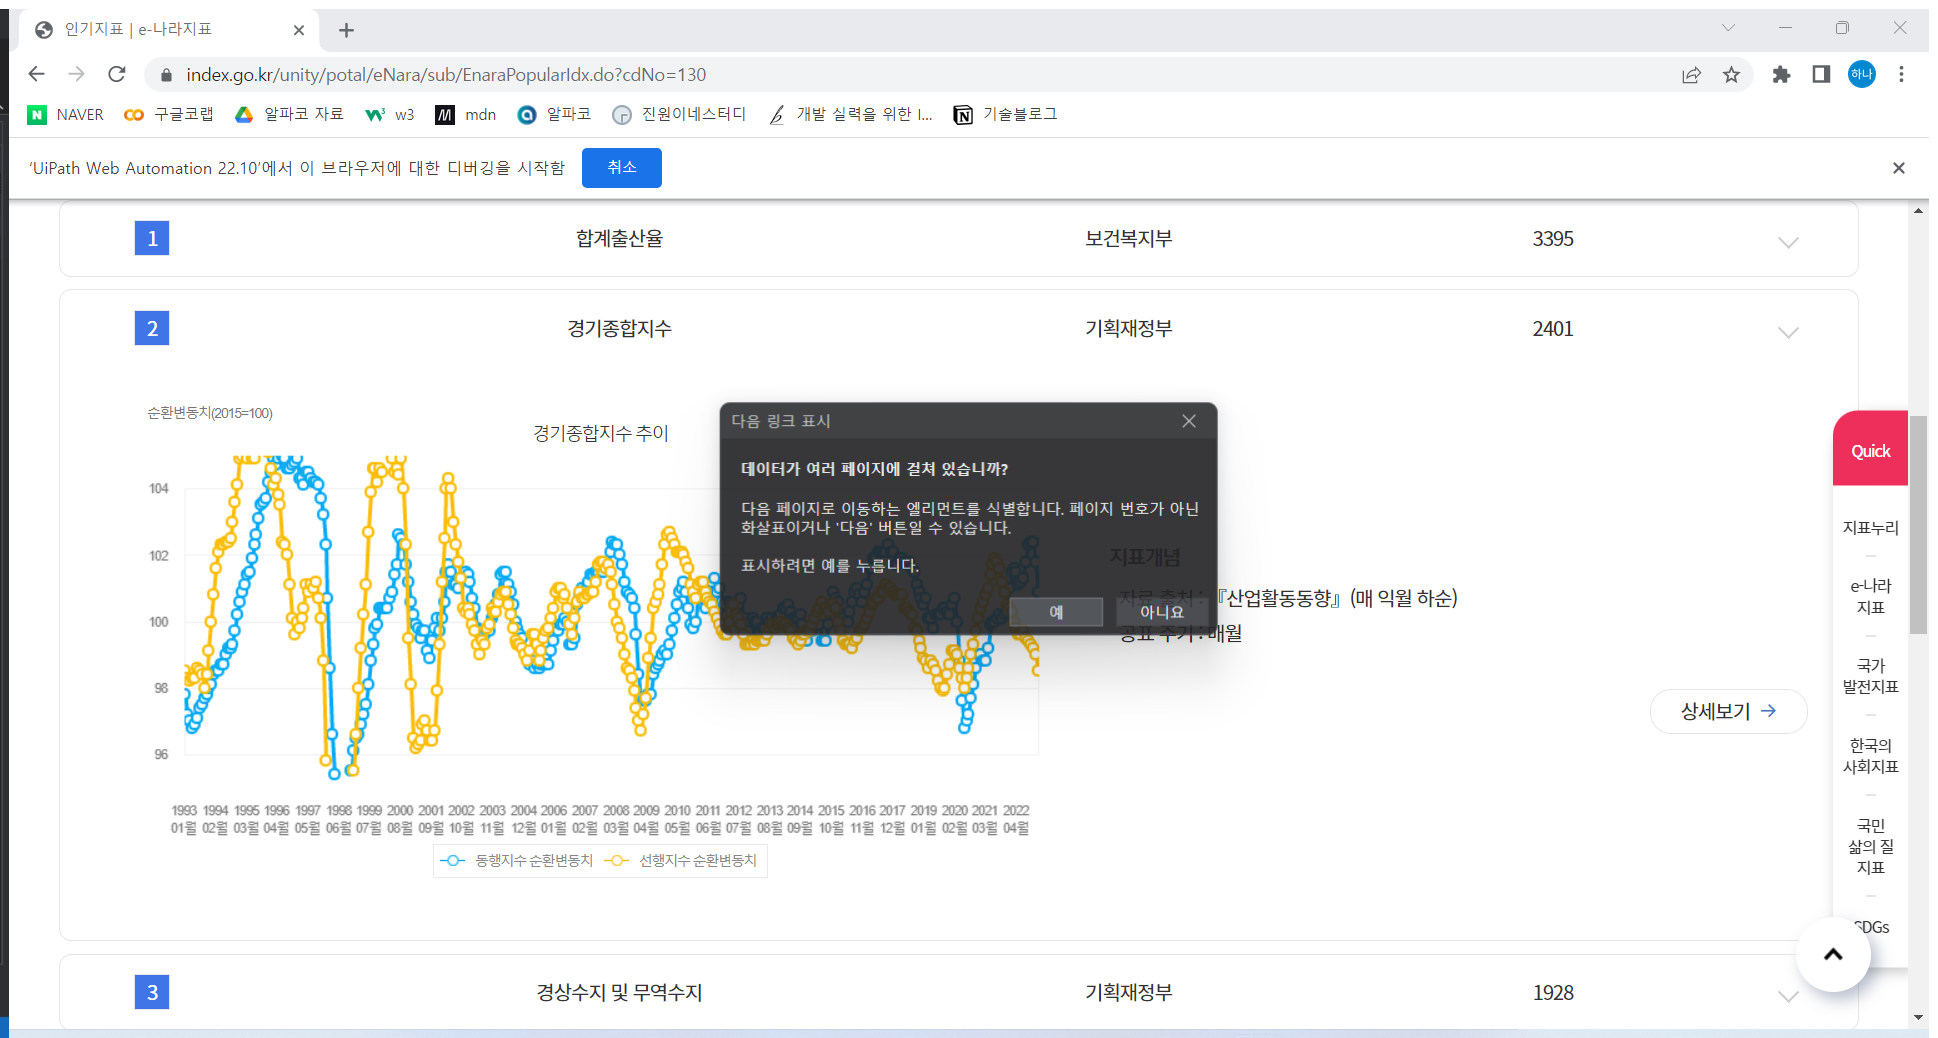 인기지표 | e-나라지표
index.go.kr/unity/potal/eNara/sub/EnaraPopularIdx.do?cdNo=130
하나
NAVER 구글코랩 알파코 자료 w3 mdn 알파코 진원이네스터디 개발 실력을 위한 I... 기술블로그
'UiPath Web Automation 22.10'에서 이 브라우저에 대한 디버깅을 시작함 취소
1 합계출산율 보건복지부 3395
2 경기종합지수 기획재정부 2401
순환변동치(2015=100)
경기종합지수 추이
104
102
100
98
96
1993 1994 1995 1996 1997 1998 1999 2000 2001 2002 2003 2004 2006 2007 2008 2009 2010 2011 2012 2013 2014 2015 2016 2017 2019 2020 2021 2022
01월 02월 03월 04월 05월 06월 07월 08월 09월 10월 11월 12월 01월 02월 03월 04월 05월 06월 07월 08월 09월 10월 11월 12월 01월 02월 03월 04월
동행지수 순환변동치 선행지수 순환변동치
다음 링크 표시
데이터가 여러 페이지에 걸쳐 있습니까?
다음 페이지로 이동하는 엘리먼트를 식별합니다. 페이지 번호가 아닌
화살표이거나 '다음' 버튼일 수 있습니다.
표시하려면 예를 누릅니다.
예 아니요
지표개념
자료 출처 : 『산업활동동향』(매 익월 하순)
공표 주기 : 매월
상세보기
Quick
지표누리
e-나라
지표
국가
발전지표
한국의
사회지표
국민
삶의 질
지표
SDGs
3 경상수지 및 무역수지 기획재정부 1928